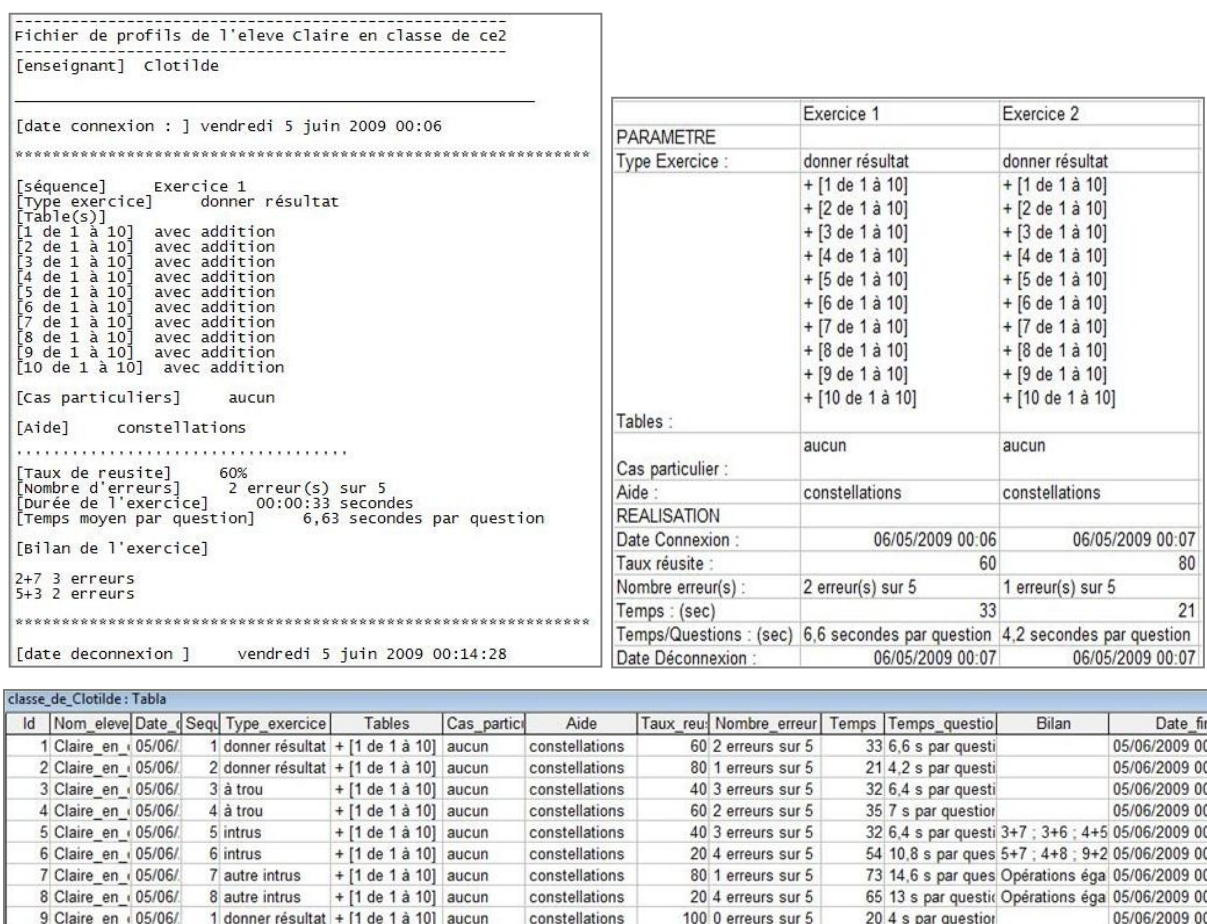 Fichier de profils de l'eleve Claire en classe de ce2
[enseignant] Clotilde
[date connexion : ] vendredi 5 juin 2009 00:06
[séquence] Exercice 1
[Type exercice] donner résultat
[Table(s)]
[1 de 1 à 10] avec addition
[2 de 1 à 10] avec addition
[3 de 1 à 10] avec addition
[4 de 1 à 10] avec addition
[5 de 1 à 10] avec addition
[6 de 1 à 10] avec addition
[7 de 1 à 10] avec addition
[8 de 1 à 10] avec addition
[9 de 1 à 10] avec addition
[10 de 1 à 10] avec addition
[Cas particuliers] aucun
[Aide] constellations
[Taux de reusite] 60%
[Nombre d'erreurs] 2 erreur(s) sur 5
[Durée de l'exercice] 00:00:33 secondes
[Temps moyen par question] 6,63 secondes par question
[Bilan de l'exercice]
2+7 3 erreurs
5+3 2 erreurs
[date deconnexion ] vendredi 5 juin 2009 00:14:28
Exercice 1 Exercice 2
PARAMETRE
Type Exercice : donner résultat donner résultat
+ [1 de 1 à 10] + [1 de 1 à 10]
+ [2 de 1 à 10] + [2 de 1 à 10]
+ [3 de 1 à 10] + [3 de 1 à 10]
+ [4 de 1 à 10] + [4 de 1 à 10]
+ [5 de 1 à 10] + [5 de 1 à 10]
+ [6 de 1 à 10] + [6 de 1 à 10]
+ [7 de 1 à 10] + [7 de 1 à 10]
+ [8 de 1 à 10] + [8 de 1 à 10]
+ [9 de 1 à 10] + [9 de 1 à 10]
+ [10 de 1 à 10] + [10 de 1 à 10]
Tables :
aucun aucun
Cas particulier :
Aide : constellations constellations
REALISATION
Date Connexion : 06/05/2009 00:06 06/05/2009 00:07
Taux réusite : 60 80
Nombre erreur(s) : 2 erreur(s) sur 5 1 erreur(s) sur 5
Temps : (sec) 33 21
Temps/Questions : (sec) 6,6 secondes par question 4,2 secondes par question
Date Déconnexion : 06/05/2009 00:07 06/05/2009 00:07
classe_de_Clotilde : Tabla
Id Nom_eleve Date_ Sequ Type_exercice Tables Cas_particu Aide Taux_reu Nombre_erreur Temps Temps_questio Bilan Date_fin
1 Claire_en_ 05/06/ 1 donner résultat + [1 de 1 à 10] aucun constellations 60 2 erreurs sur 5 33 6,6 s par questi 05/06/2009 00
2 Claire_en_ 05/06/ 2 donner résultat + [1 de 1 à 10] aucun constellations 80 1 erreurs sur 5 21 4,2 s par questi 05/06/2009 00
3 Claire_en_ 05/06/ 3 à trou + [1 de 1 à 10] aucun constellations 40 3 erreurs sur 5 32 6,4 s par questi 05/06/2009 00
4 Claire_en_ 05/06/ 4 à trou + [1 de 1 à 10] aucun constellations 60 2 erreurs sur 5 35 7 s par question 05/06/2009 00
5 Claire_en_ 05/06/ 5 intrus + [1 de 1 à 10] aucun constellations 40 3 erreurs sur 5 32 6,4 s par questi 3+7 ; 3+6 ; 4+5 05/06/2009 00
6 Claire_en_ 05/06/ 6 intrus + [1 de 1 à 10] aucun constellations 20 4 erreurs sur 5 54 10,8 s par ques 5+7 ; 4+8 ; 9+2 05/06/2009 00
7 Claire_en_ 05/06/ 7 autre intrus + [1 de 1 à 10] aucun constellations 80 1 erreurs sur 5 73 14,6 s par ques Opérations éga 05/06/2009 00
8 Claire_en_ 05/06/ 8 autre intrus + [1 de 1 à 10] aucun constellations 20 4 erreurs sur 5 65 13 s par questio Opérations éga 05/06/2009 00
9 Claire_en_ 05/06/ 1 donner résultat + [1 de 1 à 10] aucun constellations 100 0 erreurs sur 5 20 4 s par question 05/06/2009 00